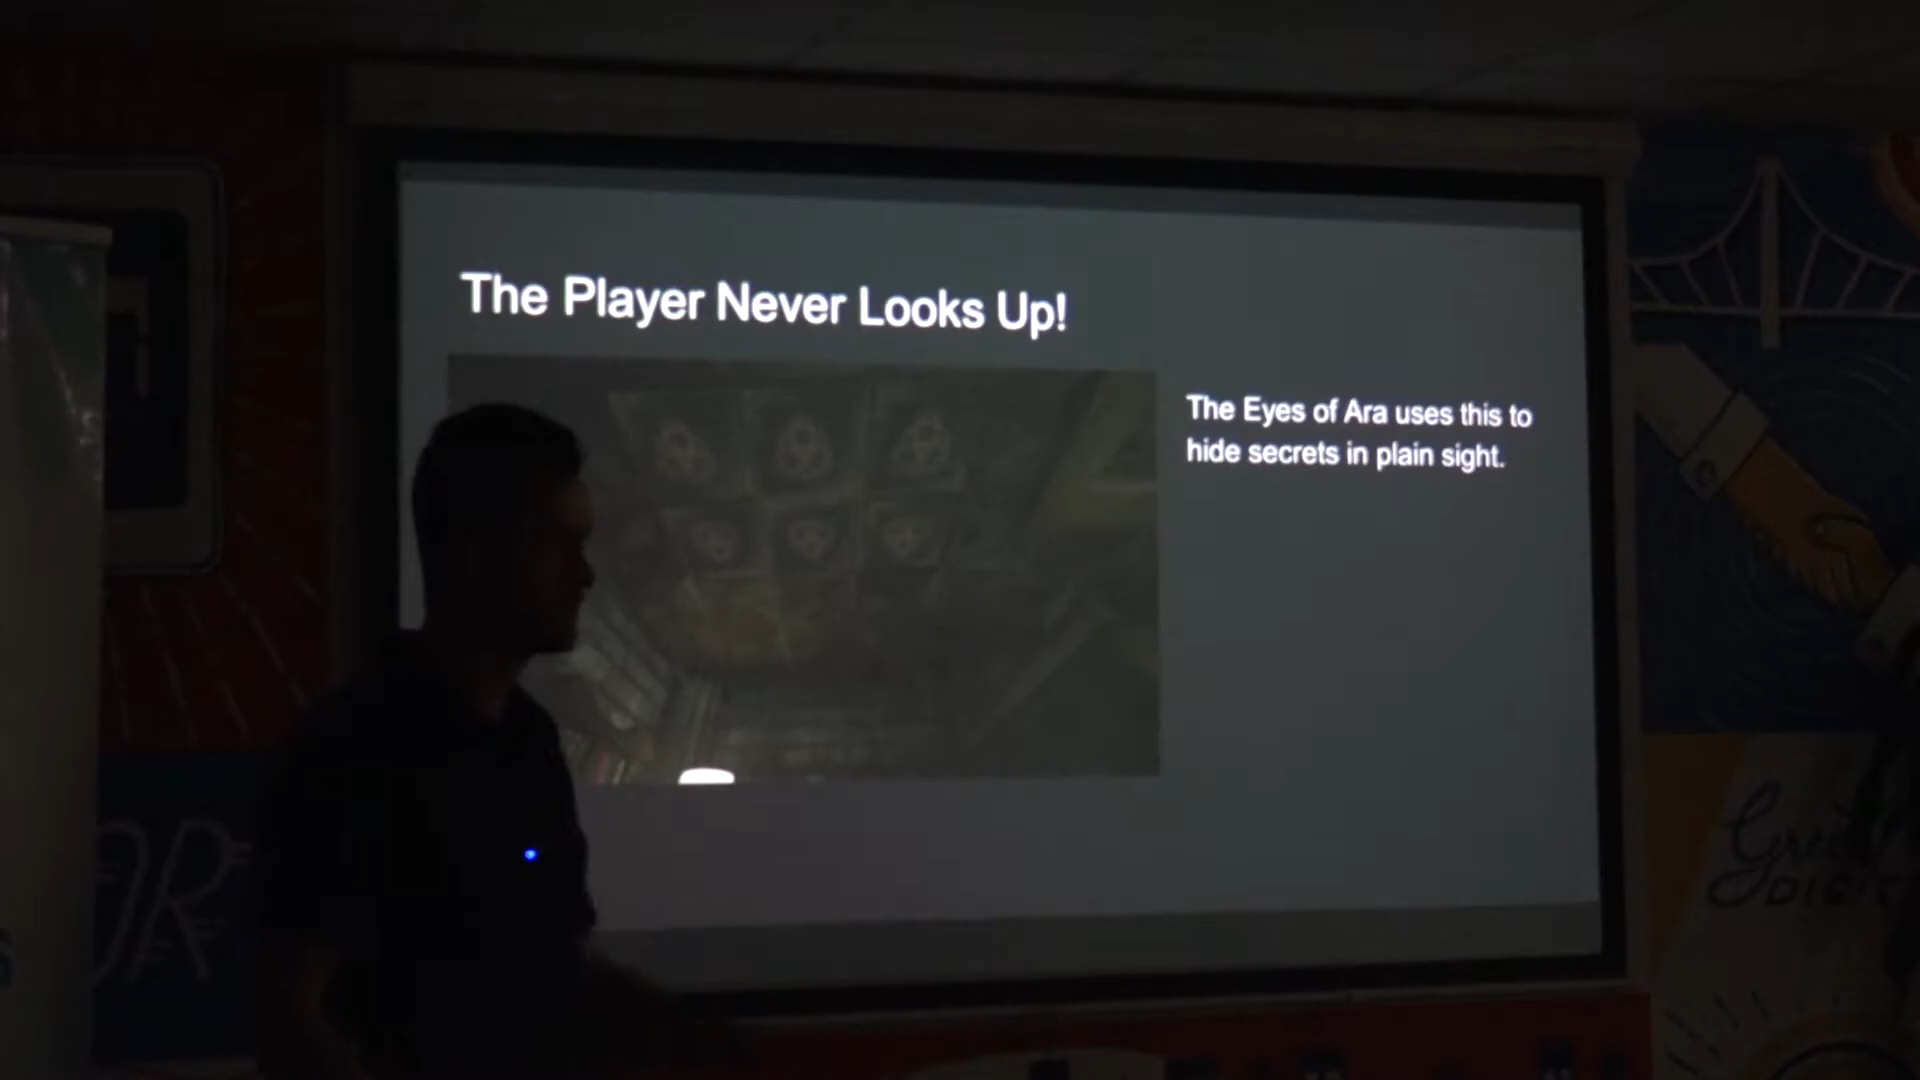 The Player Never Looks Up!
The Eyes of Ara uses this to
hide secrets in plain sight.